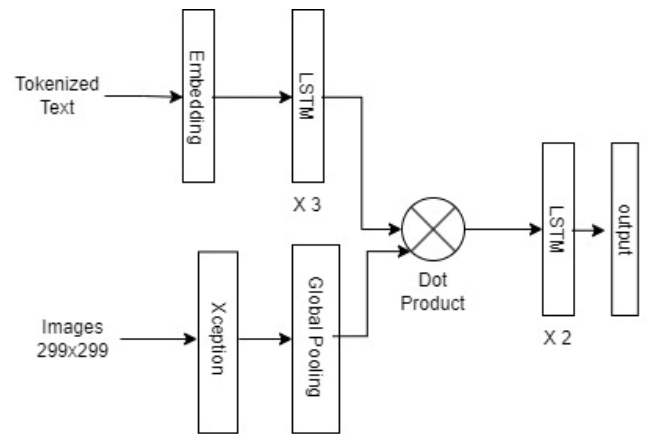 Tokenized
Text
Embedding
LSTM
X 3
Images
299x299
Xception
Global Pooling
Dot
Product
LSTM
X 2
output